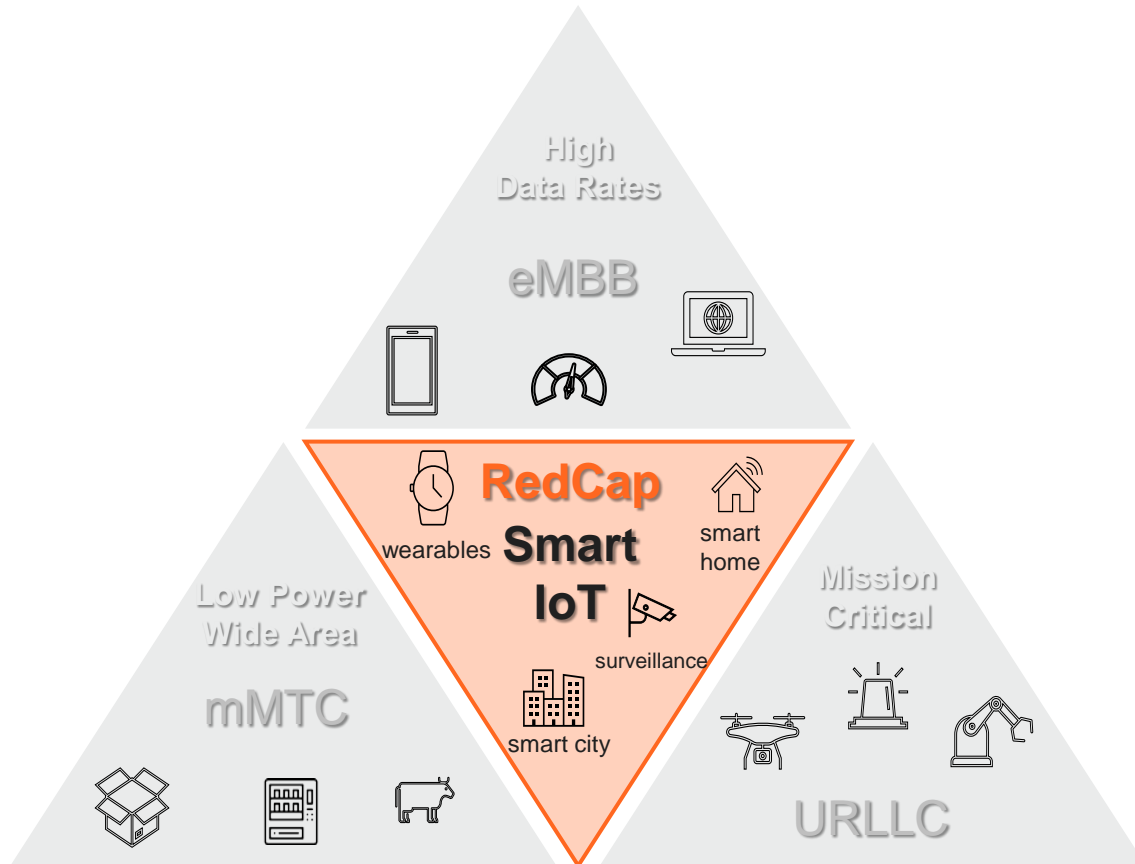 High
Data Rates
eMBB
RedCap
Smart
IoT
wearables
smart
home
surveillance
smart city
Low Power
Wide Area
mMTC
Mission
Critical
URLLC